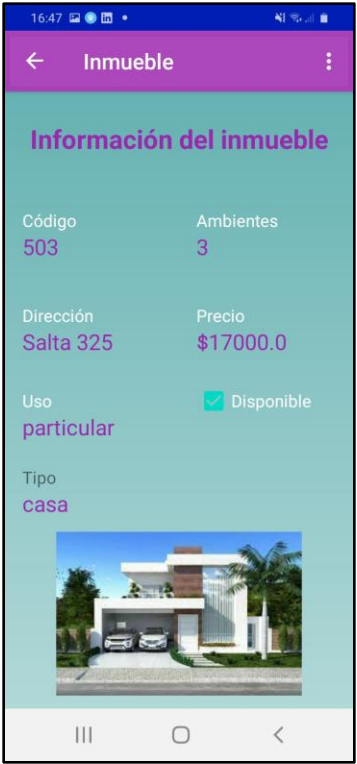 16:47
Inmueble
Información del inmueble
Código Ambientes
503 3
Dirección Precio
Salta 325 $17000.0
Uso Disponible
particular
Tipo
casa